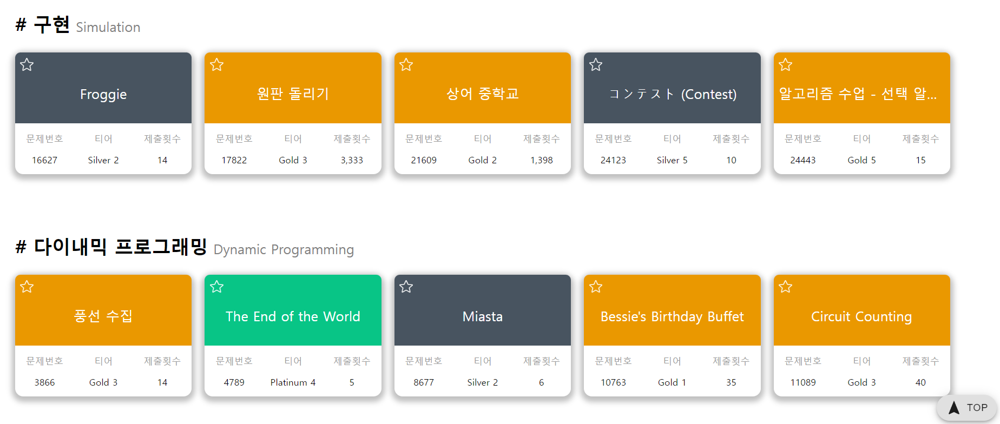 # 구현 Simulation
Froggie
원판 돌리기
상어 중학교
コンテスト (Contest)
알고리즘 수업 - 선택 알...
문제번호 티어 제출횟수
16627 Silver 2 14
문제번호 티어 제출횟수
17822 Gold 3 3,333
문제번호 티어 제출횟수
21609 Gold 2 1,398
문제번호 티어 제출횟수
24123 Silver 5 10
문제번호 티어 제출횟수
24443 Gold 5 15
# 다이내믹 프로그래밍 Dynamic Programming
풍선 수집
The End of the World
Miasta
Bessie's Birthday Buffet
Circuit Counting
문제번호 티어 제출횟수
3866 Gold 3 14
문제번호 티어 제출횟수
4789 Platinum 4 5
문제번호 티어 제출횟수
8677 Silver 2 6
문제번호 티어 제출횟수
10763 Gold 1 35
문제번호 티어 제출횟수
11089 Gold 3 40
TOP